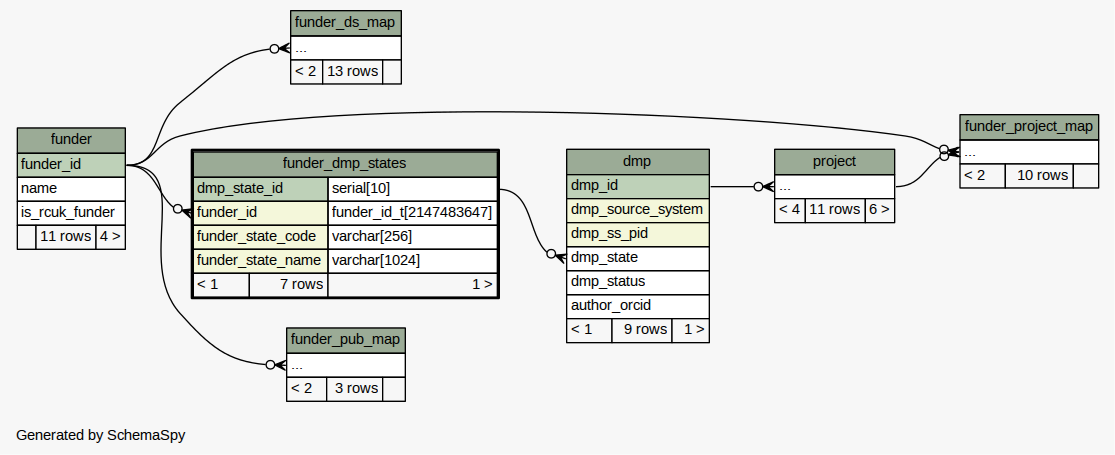 funder_ds_map
...
< 2 13 rows
funder
funder_id
name
is_rcuk_funder
11 rows 4 >
funder_dmp_states
dmp_state_id serial[10]
funder_id funder_id_t[2147483647]
funder_state_code varchar[256]
funder_state_name varchar[1024]
< 1 7 rows 1 >
dmp
dmp_id
dmp_source_system
dmp_ss_pid
dmp_state
dmp_status
author_orcid
< 1 9 rows 1 >
project
...
< 4 11 rows 6 >
funder_project_map
...
< 2 10 rows
funder_pub_map
...
< 2 3 rows
Generated by SchemaSpy